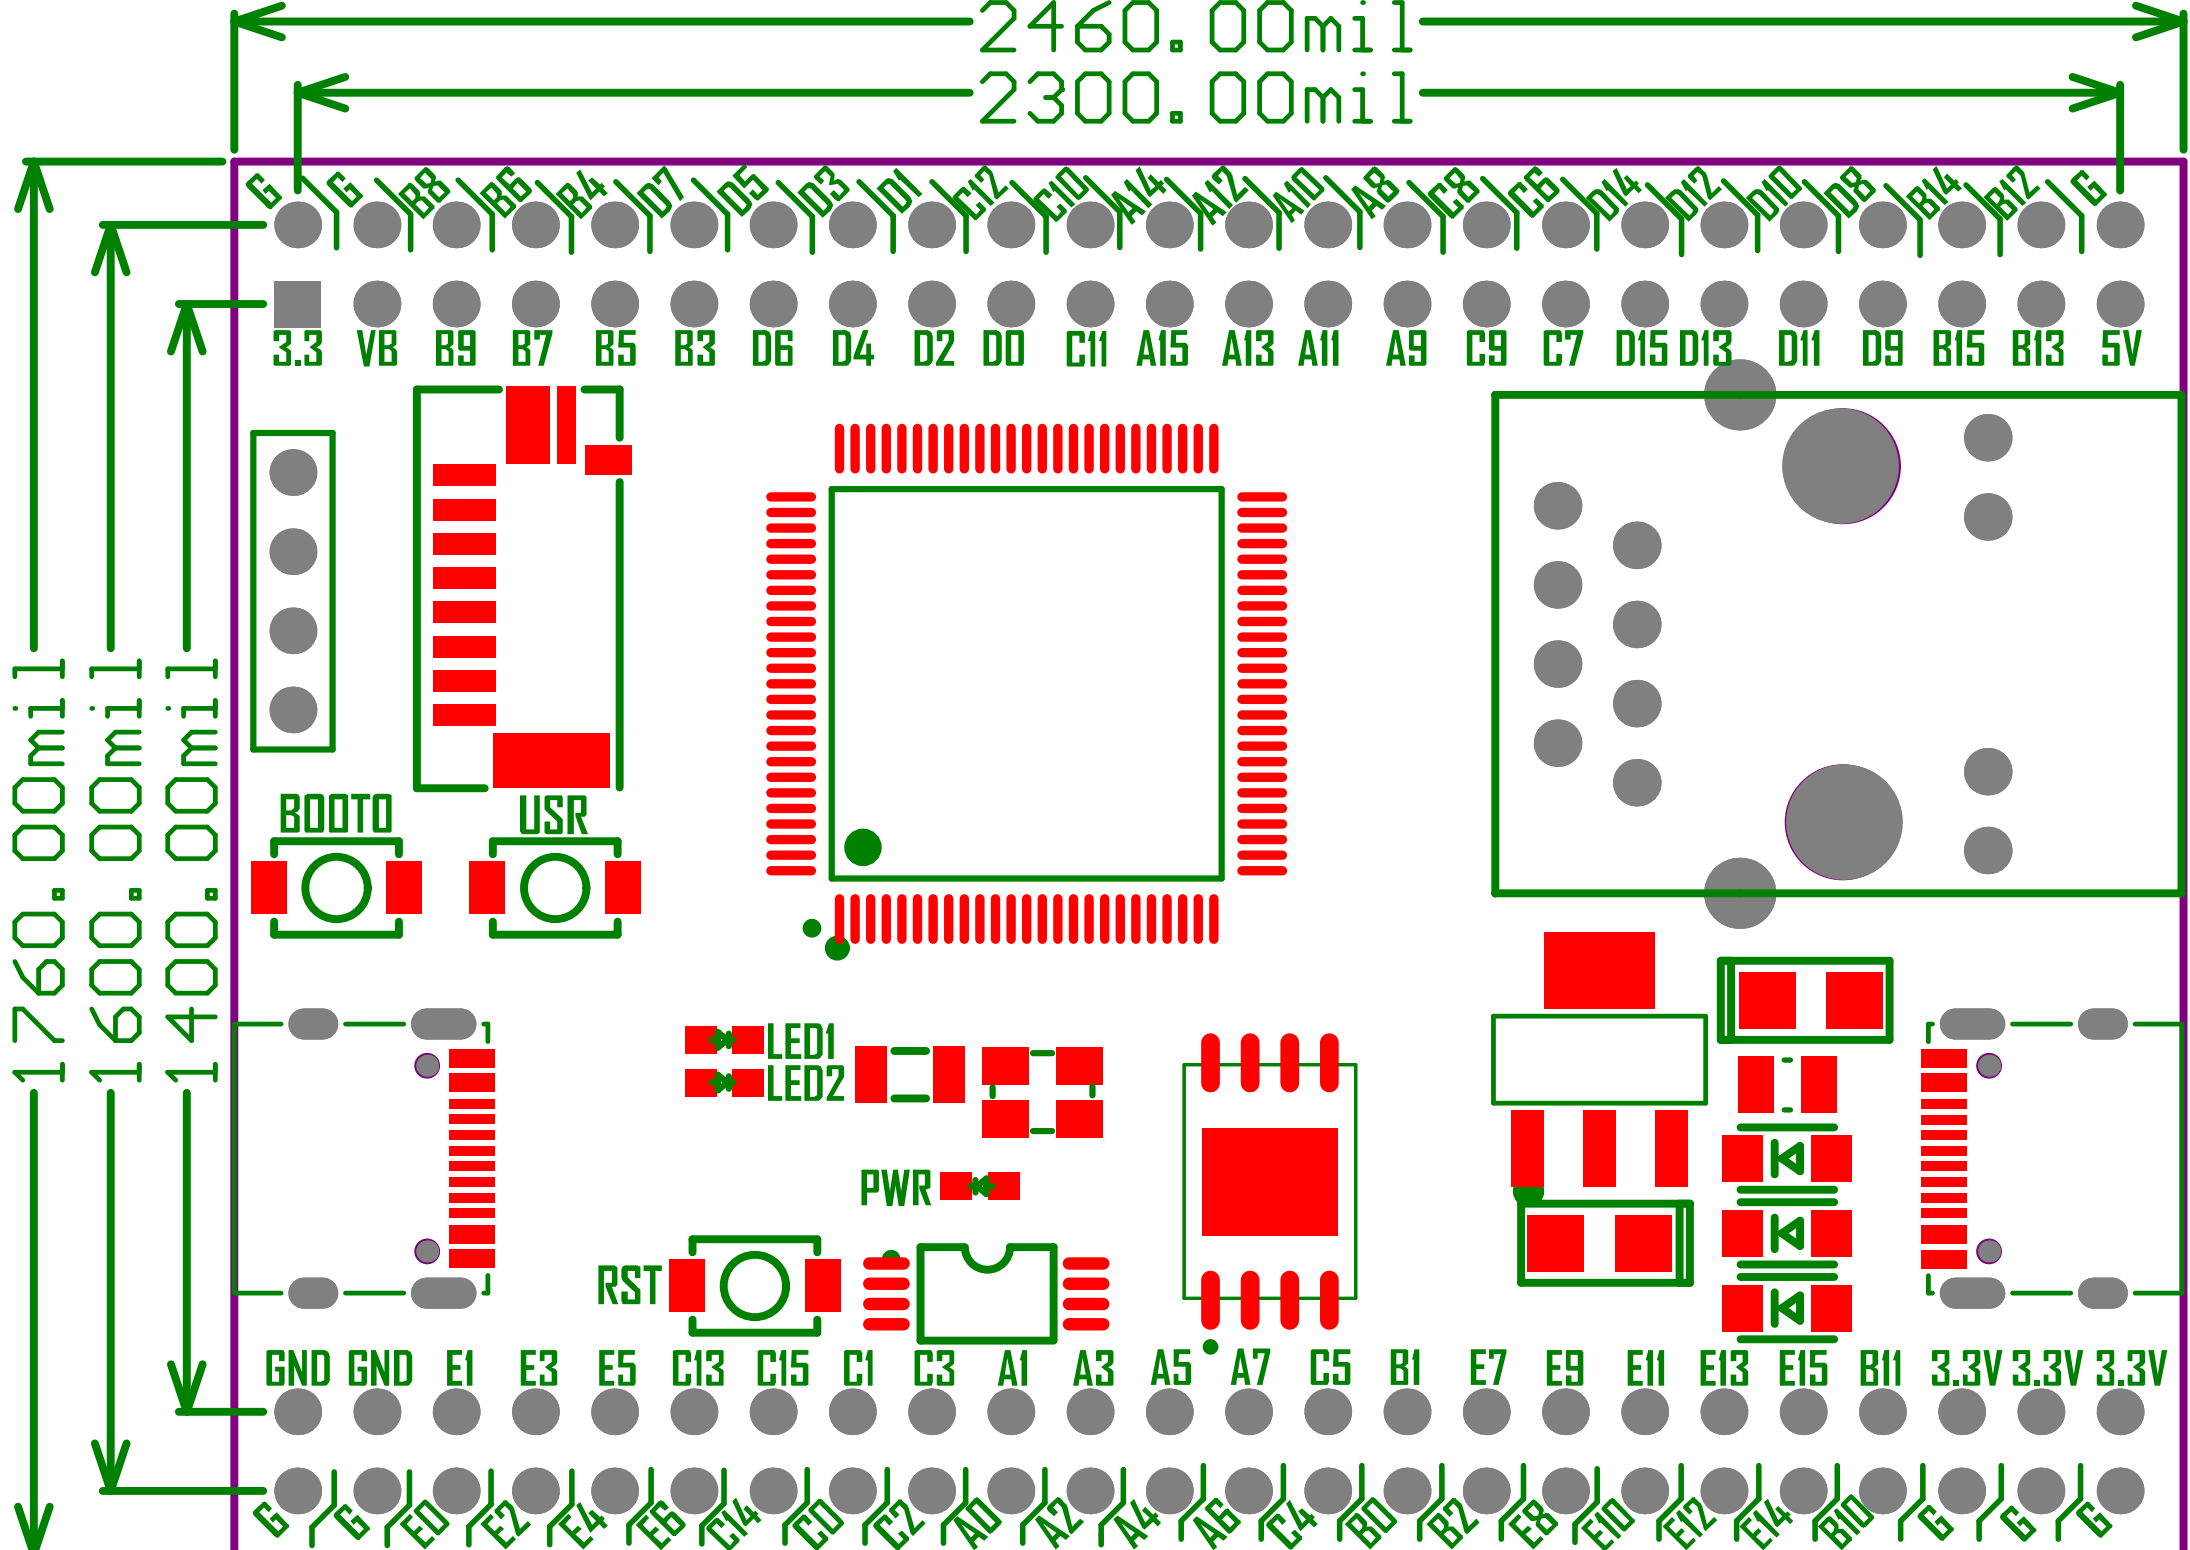 2460.00mil
2300.00mil
G G B8 B6 B4 D7 D5 D3 D1 C12 C10 A14 A12 A10 A8 C8 C6 D14 D12 D10 D8 B14 B12 G
3.3 VB B9 B7 B5 B3 D6 D4 D2 D0 C11 A15 A13 A11 A9 C9 C7 D15 D13 D11 D9 B15 B13 5V
1760.00mil
1600.00mil
1400.00mil
BOOT0 USR
LED1
LED2
PWR
RST
GND GND E1 E3 E5 C13 C15 C1 C3 A1 A3 A5 A7 C5 B1 E7 E9 E11 E13 E15 B11 3.3V 3.3V 3.3V
G G E0 E2 E4 E6 C14 C0 C2 A0 A2 A4 A6 C4 B0 B2 E8 E10 E12 E14 B10 G G G